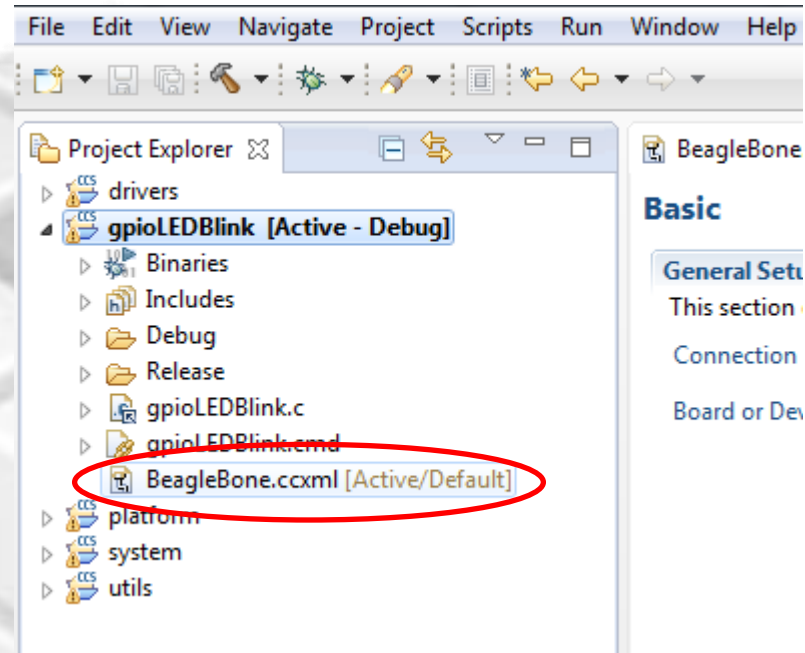 File Edit View Navigate Project Scripts Run Window Help
Project Explorer
drivers
gpioLEDBlink [Active - Debug]
Binaries
Includes
Debug
Release
gpioLEDBlink.c
gpioLEDBlink.cmd
BeagleBone.ccxml [Active/Default]
platform
system
utils
BeagleBone
Basic
General Setu
This section
Connection
Board or Dev